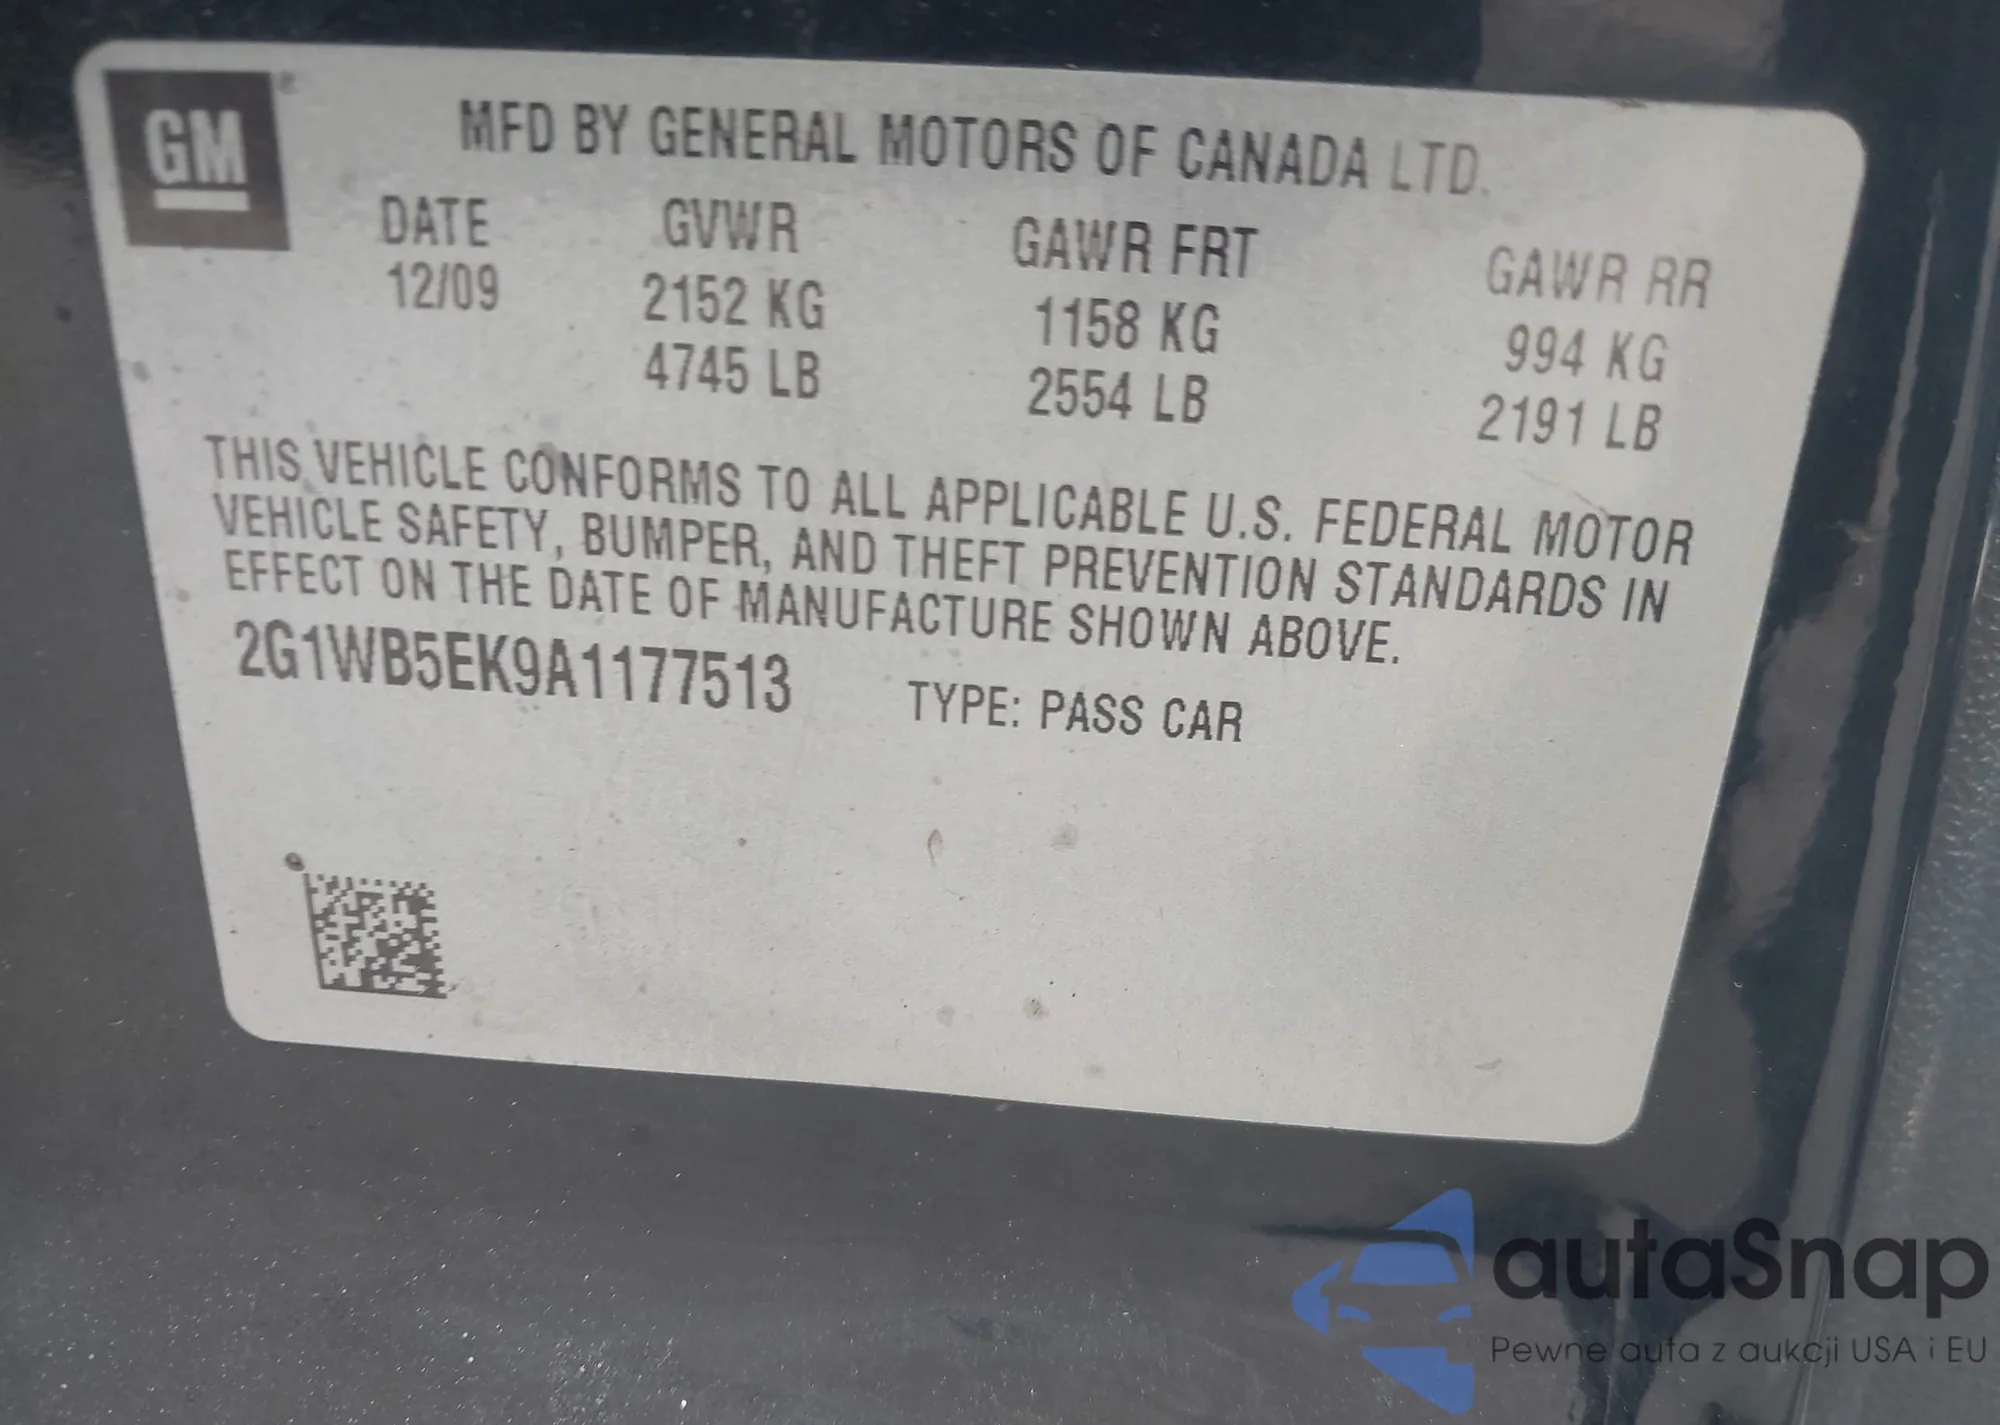 GM
MFD BY GENERAL MOTORS OF CANADA LTD.
DATE GVWR GAWR FRT GAWR RR
12/09 2152 KG 1158 KG 994 KG
4745 LB 2554 LB 2191 LB
THIS VEHICLE CONFORMS TO ALL APPLICABLE U.S. FEDERAL MOTOR
VEHICLE SAFETY, BUMPER, AND THEFT PREVENTION STANDARDS IN
EFFECT ON THE DATE OF MANUFACTURE SHOWN ABOVE.
2G1WB5EK9A1177513 TYPE: PASS CAR
autaSnap
Pewne auta z aukcji USA i EU